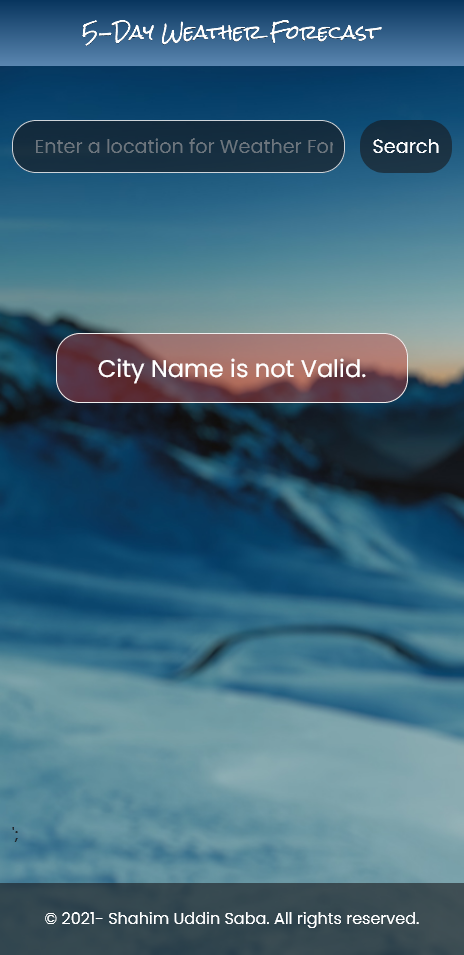 5-Day Weather Forecast
Enter a location for Weather For
Search
City Name is not Valid.
';
© 2021- Shahim Uddin Saba. All rights reserved.